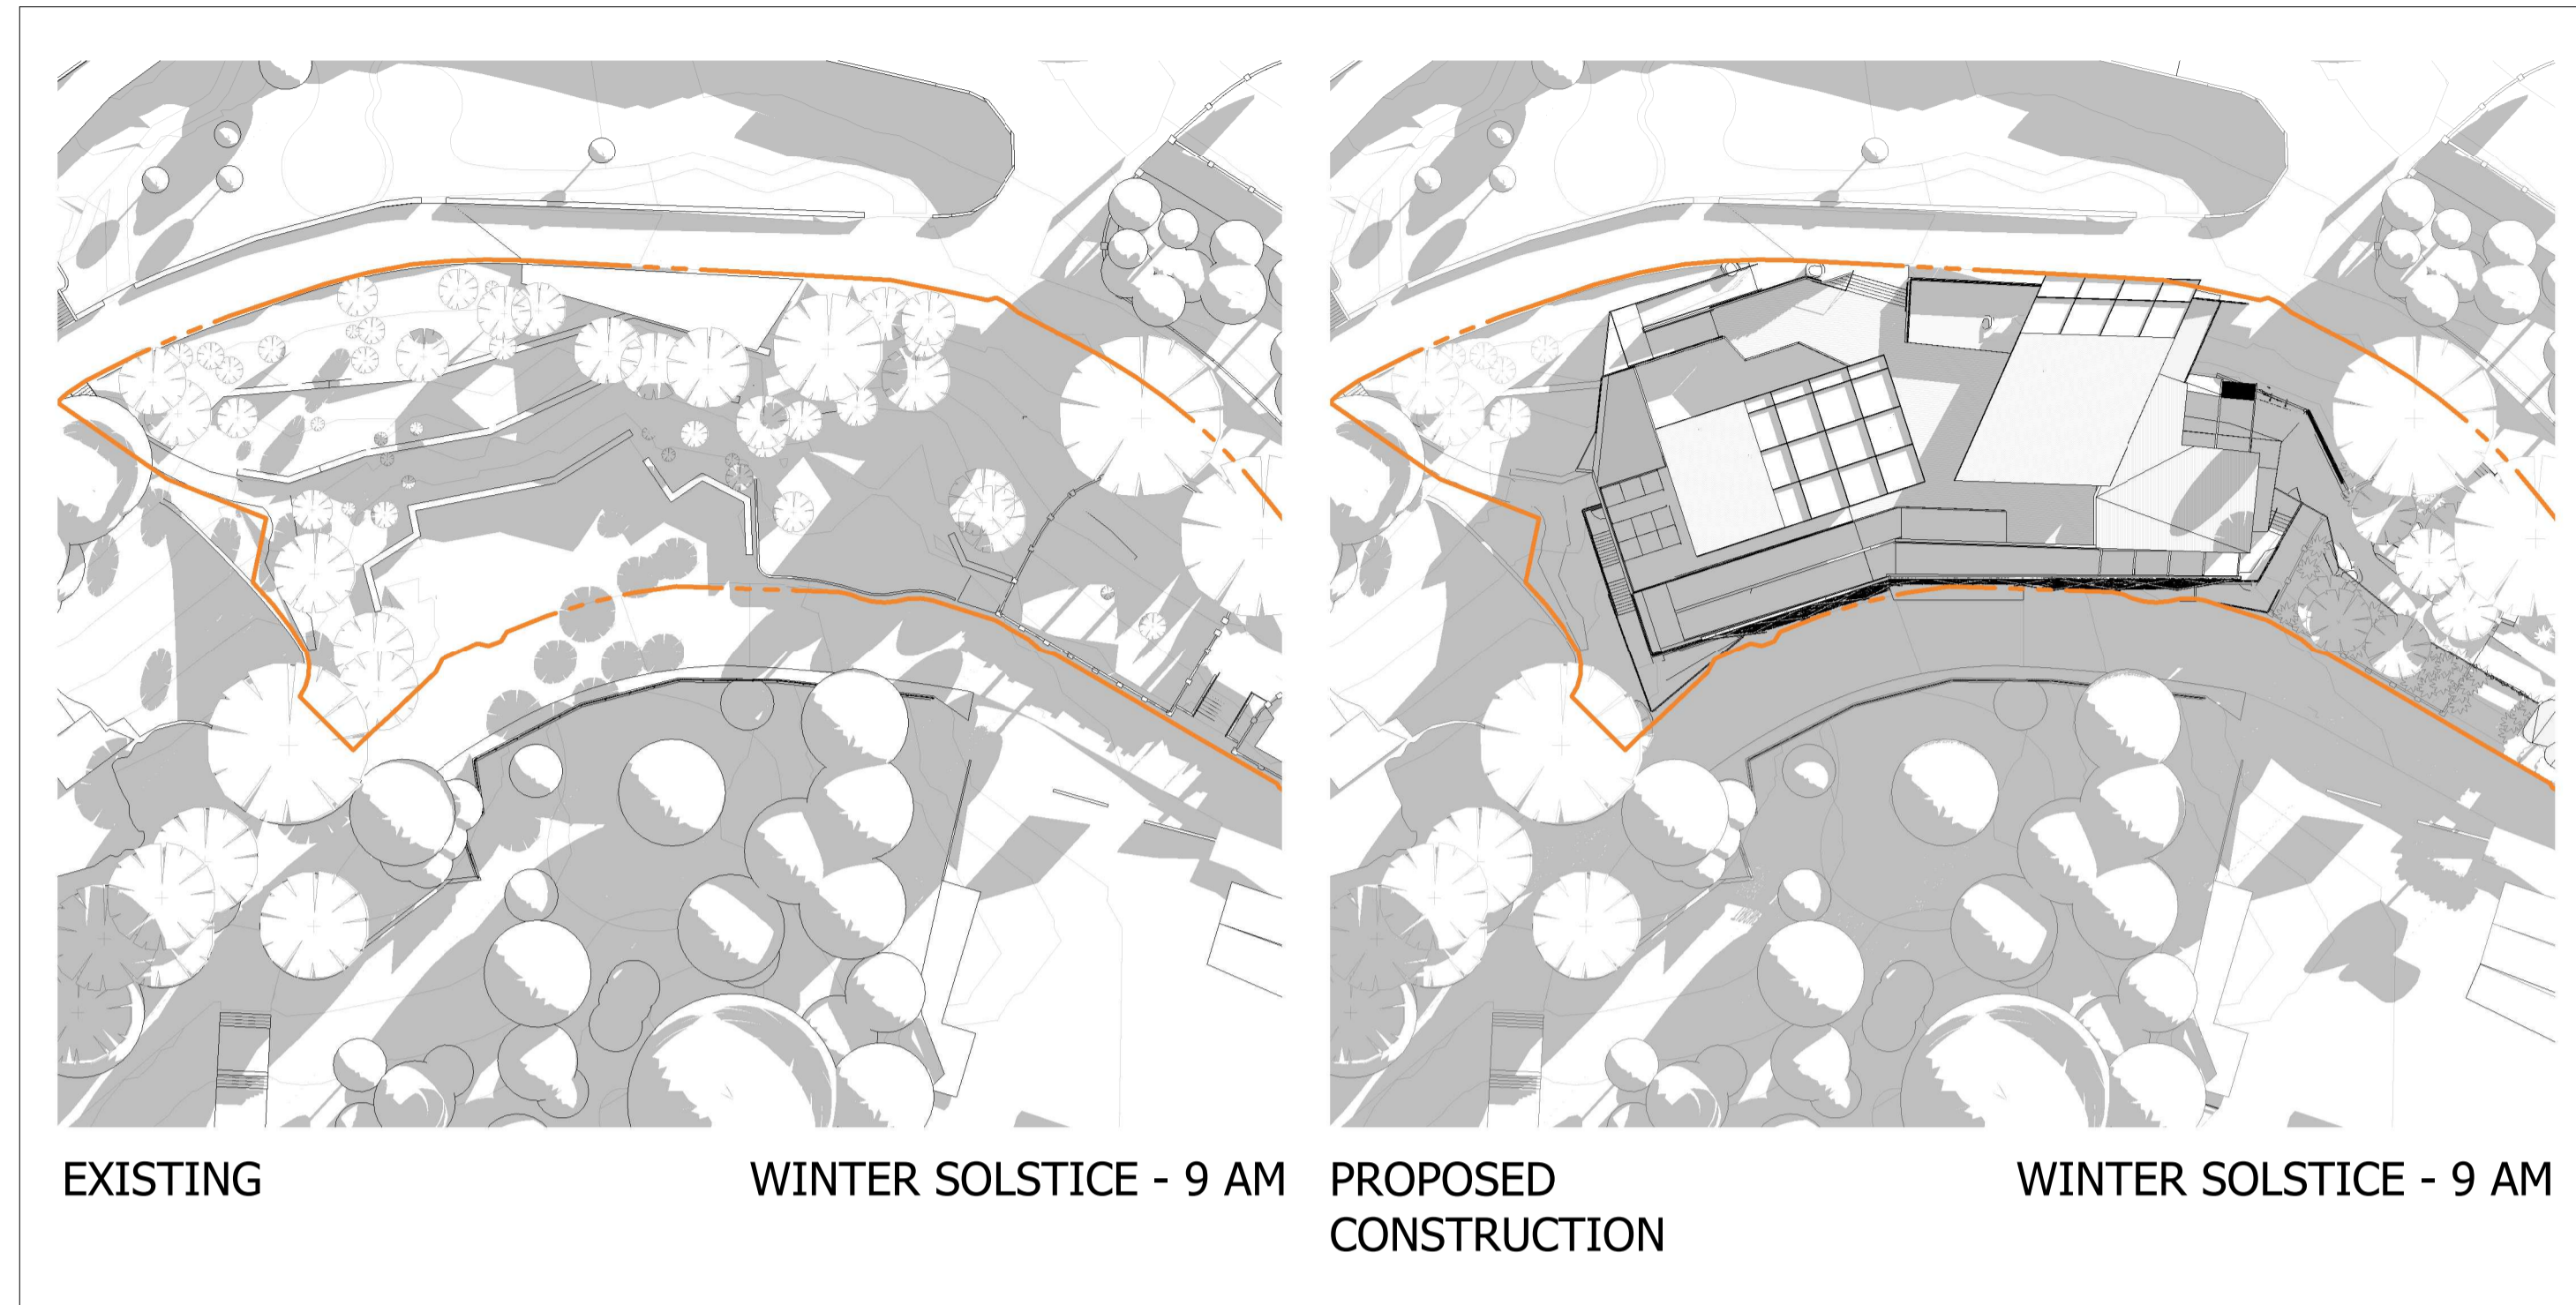 EXISTING
WINTER SOLSTICE - 9 AM
PROPOSED
CONSTRUCTION
WINTER SOLSTICE - 9 AM